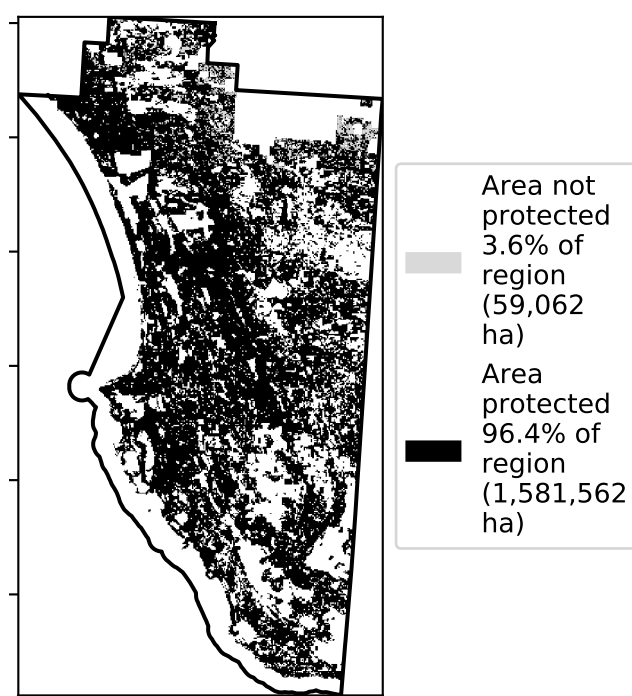 Area not
protected
3.6% of
region
(59,062
ha)
Area
protected
96.4% of
region
(1,581,562
ha)